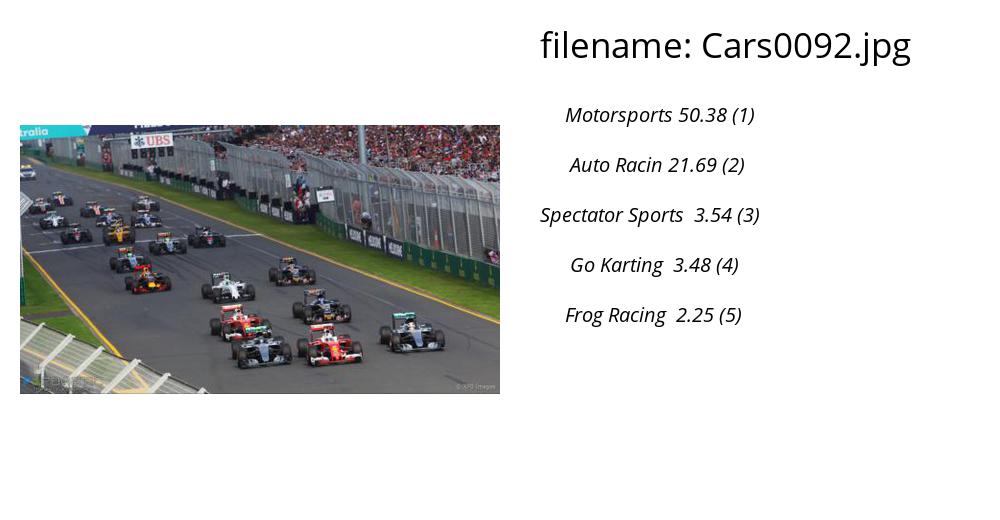 filename: Cars0092.jpg
Motorsports 50.38 (1)
Auto Racin 21.69 (2)
Spectator Sports 3.54 (3)
Go Karting 3.48 (4)
Frog Racing 2.25 (5)
tralia
UBS
© XPB Images